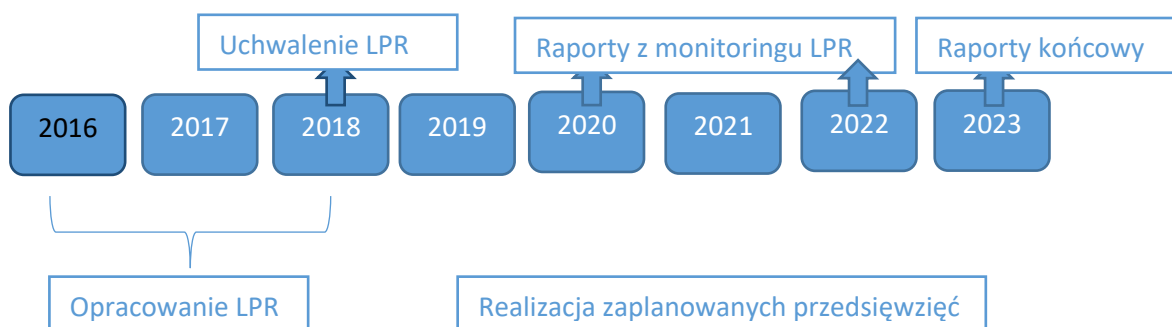 Uchwalenie LPR
Raporty z monitoringu LPR
Raporty końcowy
2016
2017
2018
2019
2020
2021
2022
2023
Opracowanie LPR
Realizacja zaplanowanych przedsięwzięć